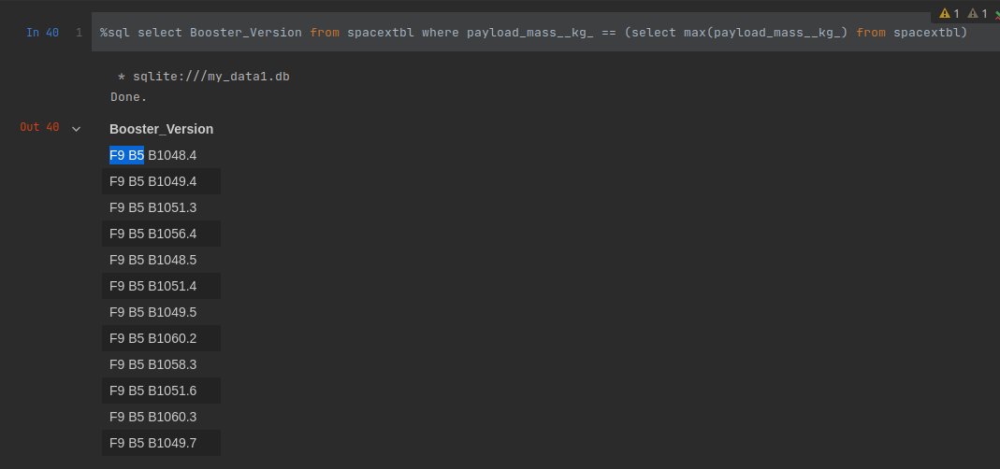 1 1
In 40 1 %sql select Booster_Version from spacextbl where payload_mass__kg_ == (select max(payload_mass__kg_) from spacextbl)
* sqlite:///my_data1.db
Done.
Out 40 Booster_Version
F9 B5 B1048.4
F9 B5 B1049.4
F9 B5 B1051.3
F9 B5 B1056.4
F9 B5 B1048.5
F9 B5 B1051.4
F9 B5 B1049.5
F9 B5 B1060.2
F9 B5 B1058.3
F9 B5 B1051.6
F9 B5 B1060.3
F9 B5 B1049.7